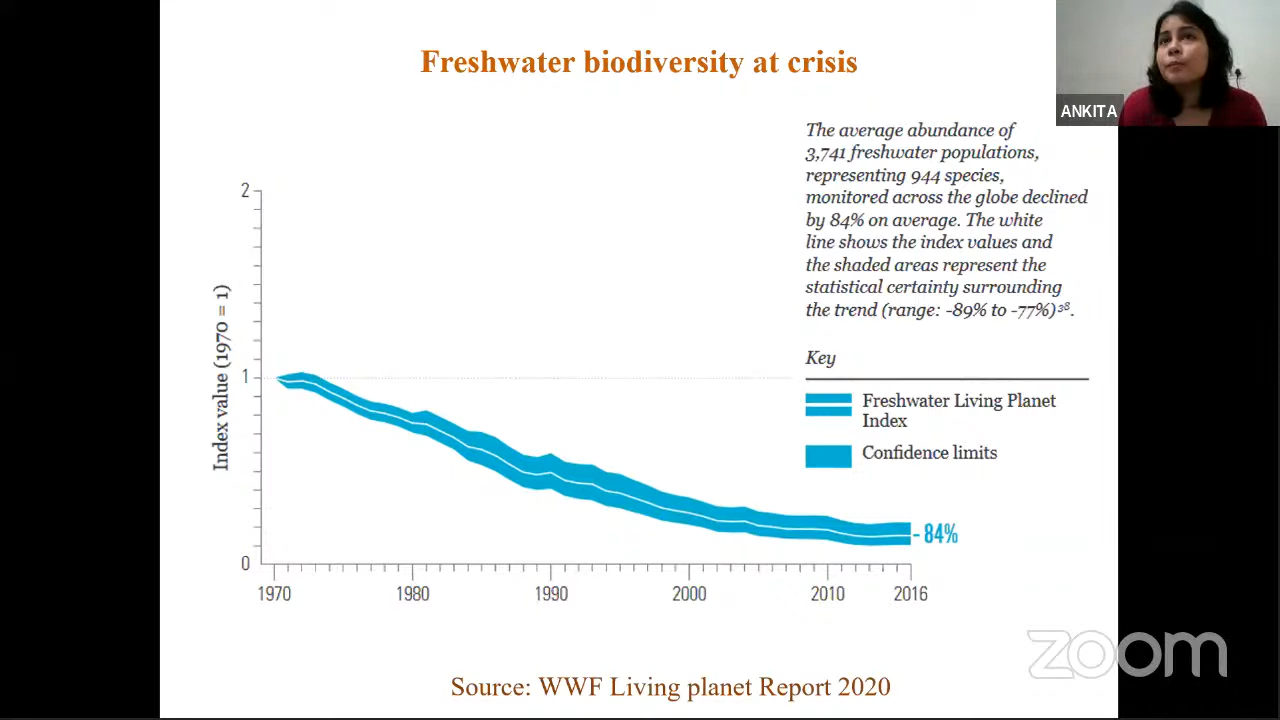 Freshwater biodiversity at crisis
ANKITA
The average abundance of
3,741 freshwater populations,
representing 944 species,
monitored across the globe declined
by 84% on average. The white
line shows the index values and
the shaded areas represent the
statistical certainty surrounding
the trend (range: -89% to -77%)³⁸.
Key
Freshwater Living Planet
Index
Confidence limits
Index value (1970 = 1)
2
1
0
- 84%
1970 1980 1990 2000 2010 2016
zoom
Source: WWF Living planet Report 2020